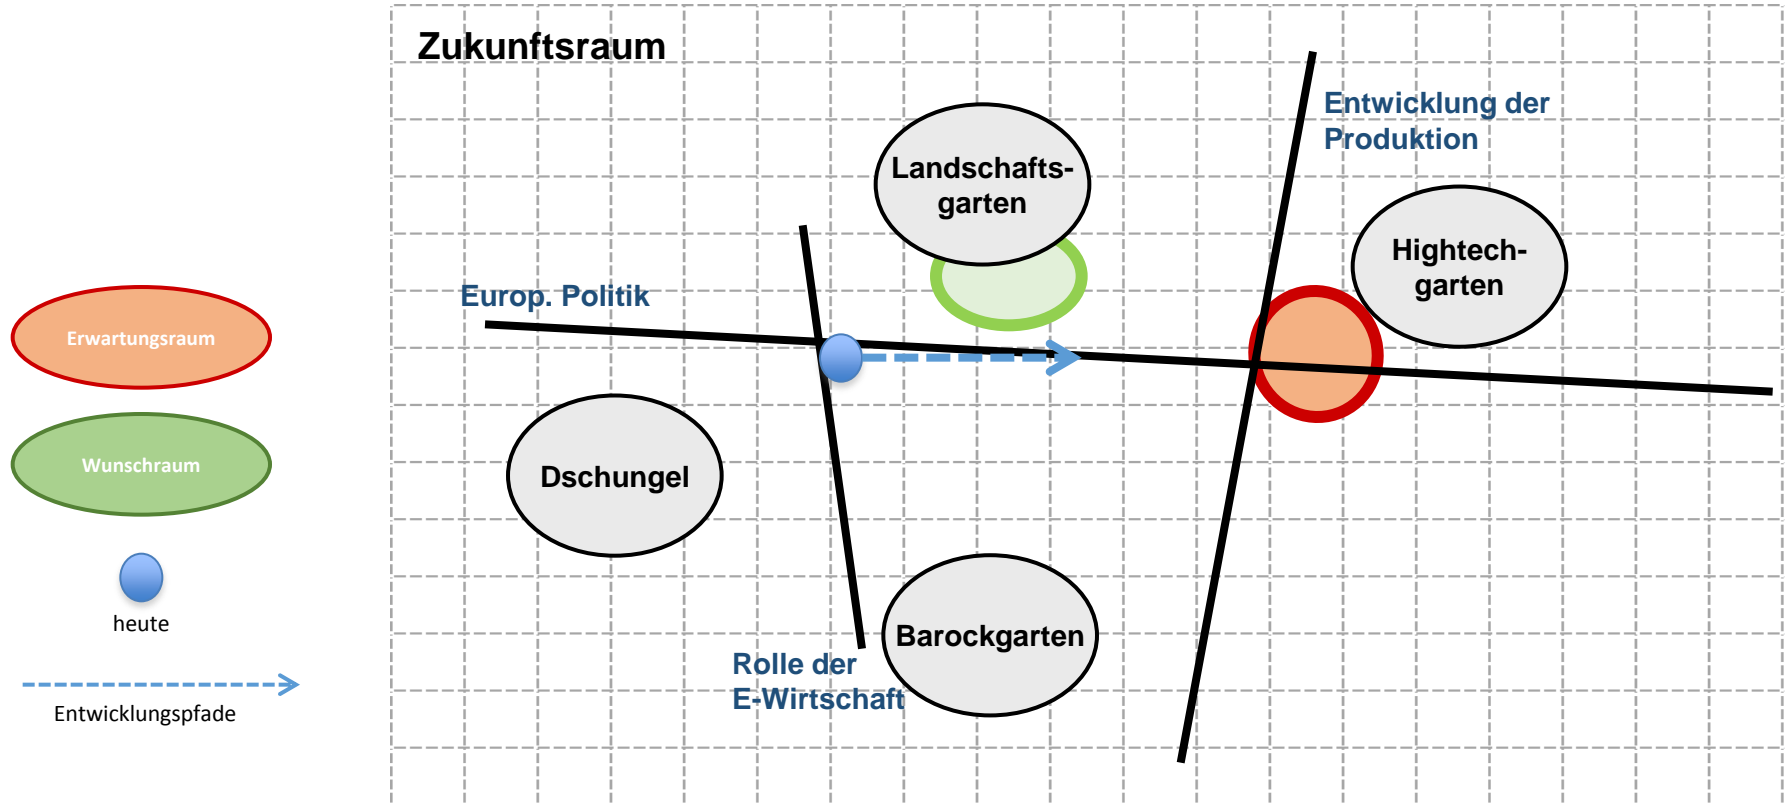 Zukunftsraum
Entwicklung der
Produktion
Landschafts-
garten
Hightech-
garten
Europ. Politik
Erwartungsraum
Wunschraum
Dschungel
heute
Barockgarten
Rolle der
E-Wirtschaft
Entwicklungspfade